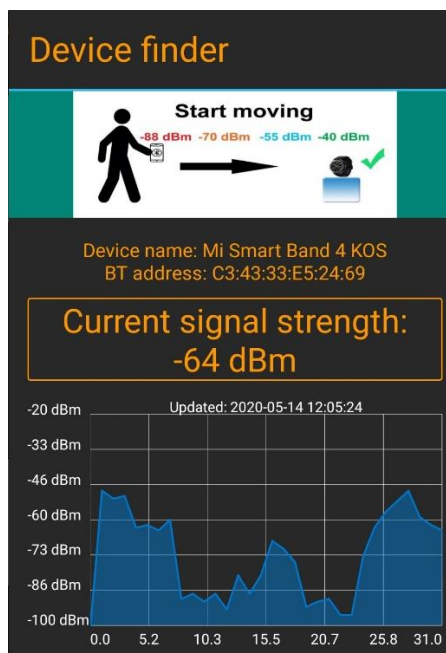 Device finder
Start moving
-88 dBm -70 dBm -55 dBm -40 dBm
Device name: Mi Smart Band 4 KOS
BT address: C3:43:33:E5:24:69
Current signal strength:
-64 dBm
Updated: 2020-05-14 12:05:24
-20 dBm
-33 dBm
-46 dBm
-60 dBm
-73 dBm
-86 dBm
-100 dBm
0.0 5.2 10.3 15.5 20.7 25.8 31.0